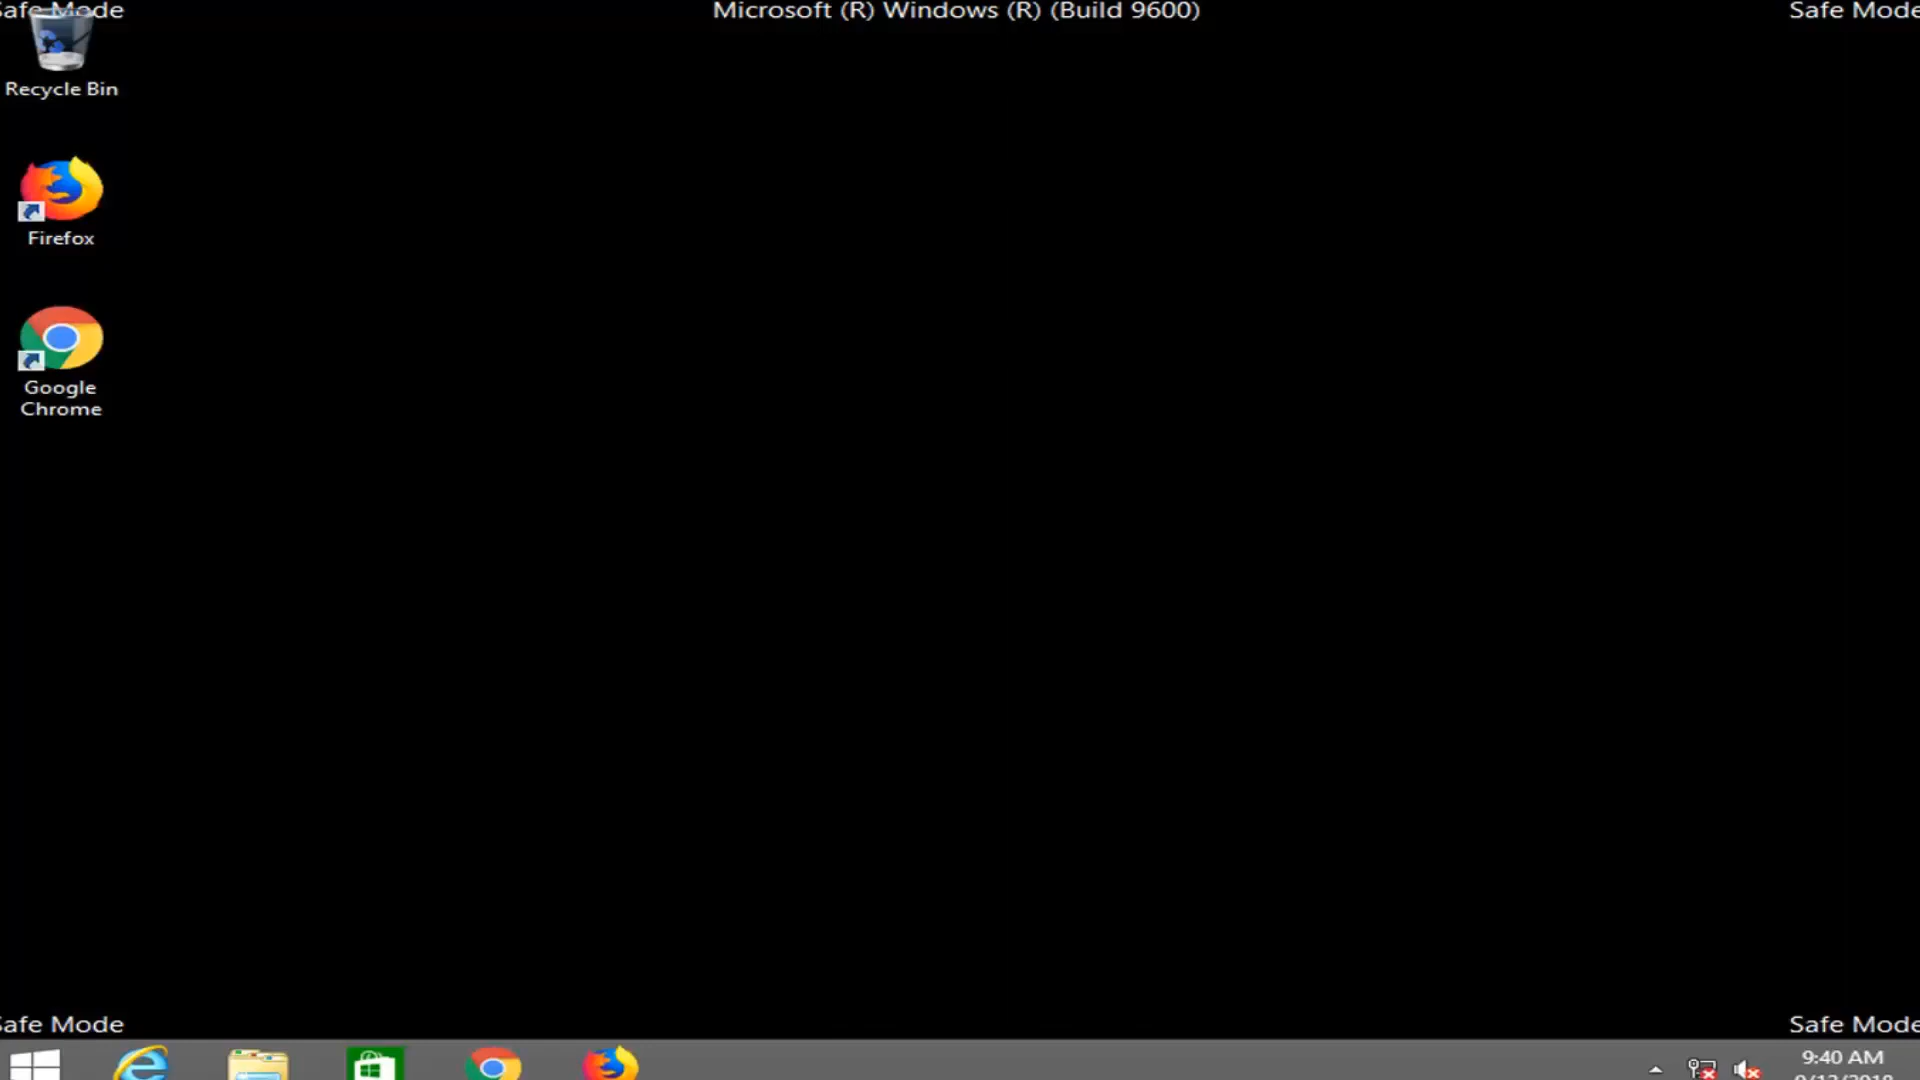 Safe Mode
Microsoft (R) Windows (R) (Build 9600)
Safe Mode
Recycle Bin
Firefox
Google
Chrome
Safe Mode
Safe Mode
9:40 AM